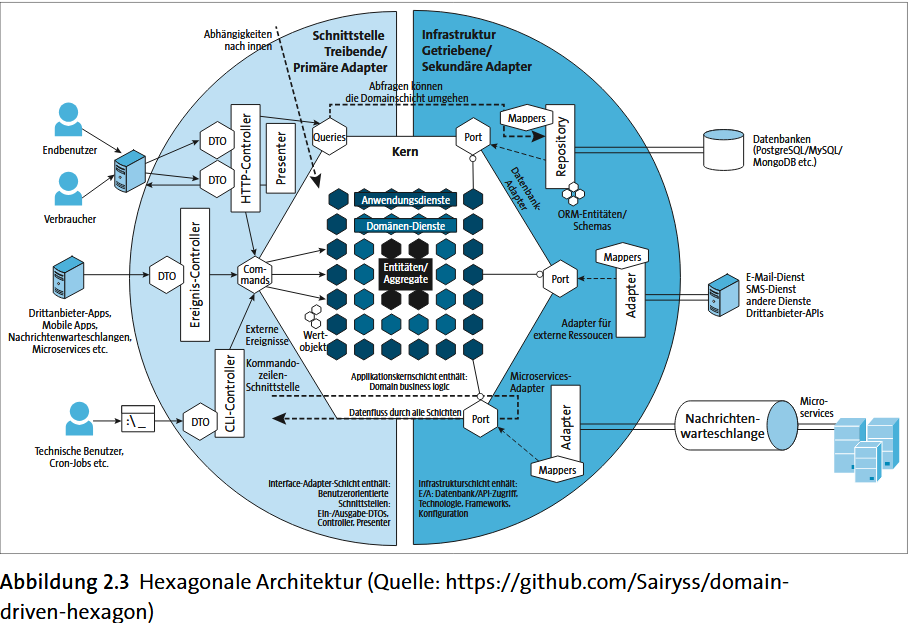 Abhängigkeiten
nach innen
Schnittstelle
Treibende/
Primäre Adapter
Infrastruktur
Getriebene/
Sekundäre Adapter
Abfragen können
die Domainschicht umgehen
Endbenutzer
Verbraucher
DTO
DTO
HTTP-Controller
Presenter
Queries
Kern
Port
Mappers
Repository
Datenbank-
Adapter
ORM-Entitäten/
Schemas
Datenbanken
(PostgreSQL/MySQL/
MongoDB etc.)
Anwendungsdienste
Domänen-Dienste
Entitäten/
Aggregate
Drittanbieter-Apps,
Mobile Apps,
Nachrichtenwarteschlangen,
Microservices etc.
DTO
Ereignis-Controller
Com-
mands
Externe
Ereignisse
Wert-
objekt
Port
Mappers
Adapter
Adapter für
externe Ressoucen
E-Mail-Dienst
SMS-Dienst
andere Dienste
Drittanbieter-APIs
Kommando-
zeilen-
Schnittstelle
Applikationskernschicht enthält:
Domain business logic
Datenfluss durch alle Schichten
Microservices-
Adapter
Port
Adapter
Mappers
Nachrichten-
warteschlange
Micro-
services
:\_
DTO
CLI-Controller
Technische Benutzer,
Cron-Jobs etc.
Interface-Adapter-Schicht enthält:
Benutzerorientierte
Schnittstellen:
Ein-/Ausgabe-DTOs,
Controller, Presenter
Infrastrukturschicht enthält:
E/A: Datenbank/API-Zugriff,
Technologie, Frameworks,
Konfiguration
Abbildung 2.3 Hexagonale Architektur (Quelle: https://github.com/Sairyss/domain-
driven-hexagon)